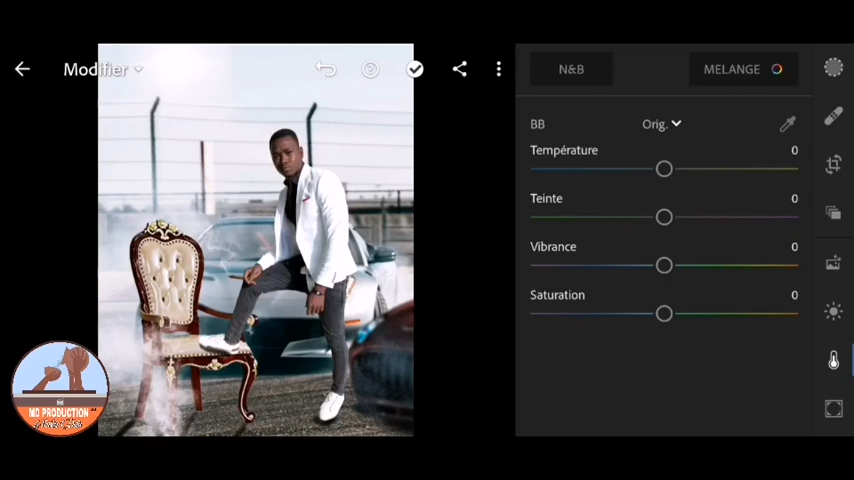 Modifier
N&B
MELANGE
BB
Orig.
Température
0
Teinte
0
Vibrance
0
Saturation
0
MD PRODUCTION